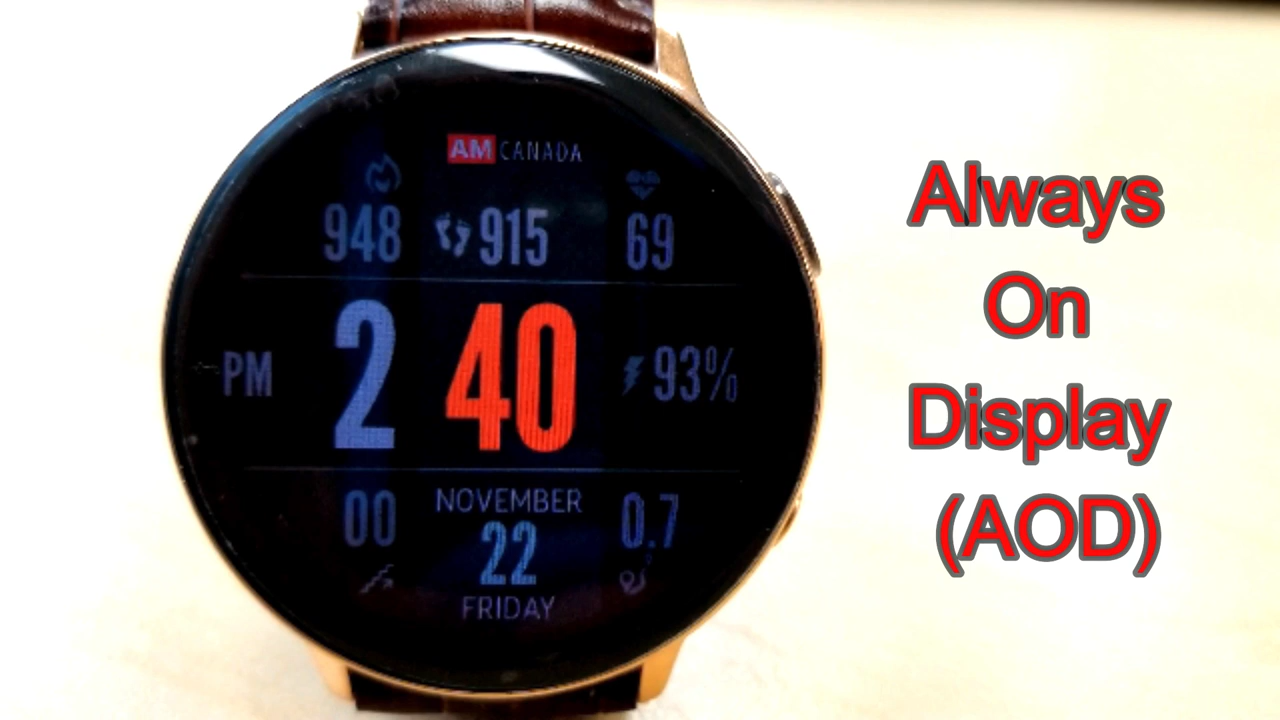 AM CANADA
948 915 69
PM 2 40 93%
00 NOVEMBER 0.7
22
FRIDAY
Always
On
Display
(AOD)